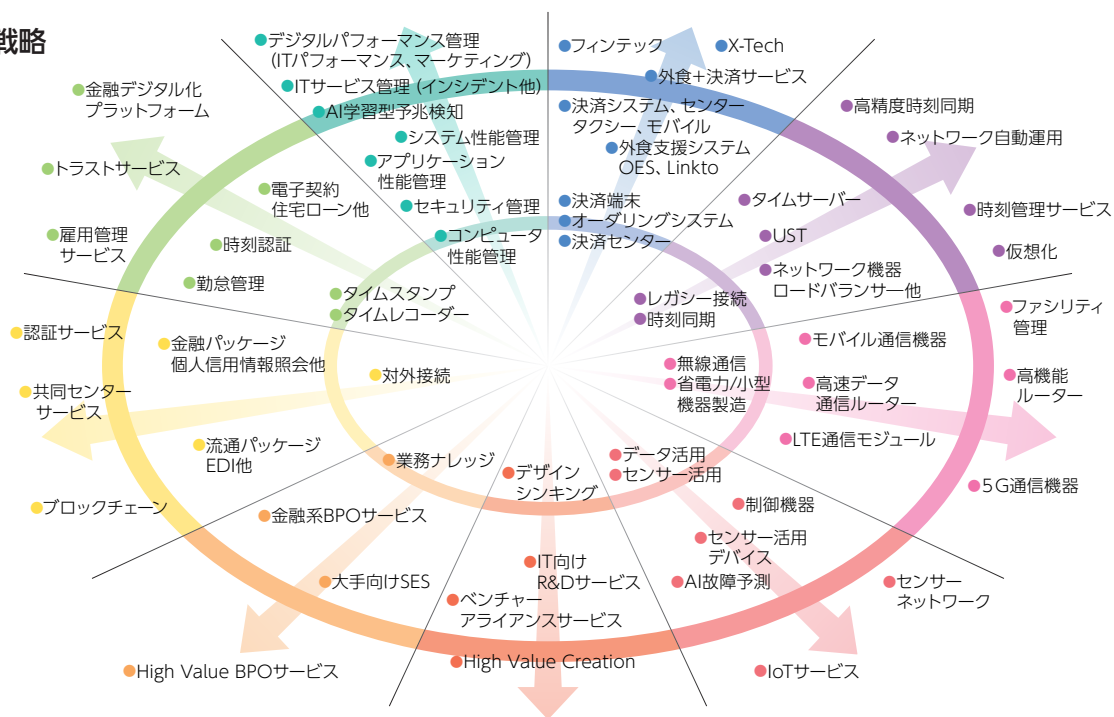 戦略
●デジタルパフォーマンス管理
(ITパフォーマンス、マーケティング)
●ITサービス管理 (インシデント他)
●AI学習型予兆検知
●システム性能管理
●アプリケーション
性能管理
●セキュリティ管理
●コンピュータ
性能管理
●フィンテック
●X-Tech
●外食+決済サービス
●決済システム、センター
タクシー、モバイル
●外食支援システム
OES、Linkto
●決済端末
●オーダリングシステム
●決済センター
●高精度時刻同期
●ネットワーク自動運用
●タイムサーバー
●時刻管理サービス
●UST
●仮想化
●ネットワーク機器
ロードバランサー他
●レガシー接続
●時刻同期
●ファシリティ
管理
●モバイル通信機器
●無線通信
●省電力/小型
機器製造
●高速データ
通信ルーター
●高機能
ルーター
●LTE通信モジュール
●5G通信機器
●データ活用
●センサー活用
●制御機器
●センサー活用
デバイス
●AI故障予測
●センサー
ネットワーク
●IoTサービス
●デザイン
シンキング
●IT向け
R&Dサービス
●ベンチャー
アライアンスサービス
●High Value Creation
●業務ナレッジ
●金融系BPOサービス
●大手向けSES
●High Value BPOサービス
●対外接続
●認証サービス
●金融パッケージ
個人信用情報照会他
●共同センター
サービス
●流通パッケージ
EDI他
●ブロックチェーン
●金融デジタル化
プラットフォーム
●トラストサービス
●電子契約
住宅ローン他
●雇用管理
サービス
●時刻認証
●勤怠管理
●タイムスタンプ
●タイムレコーダー